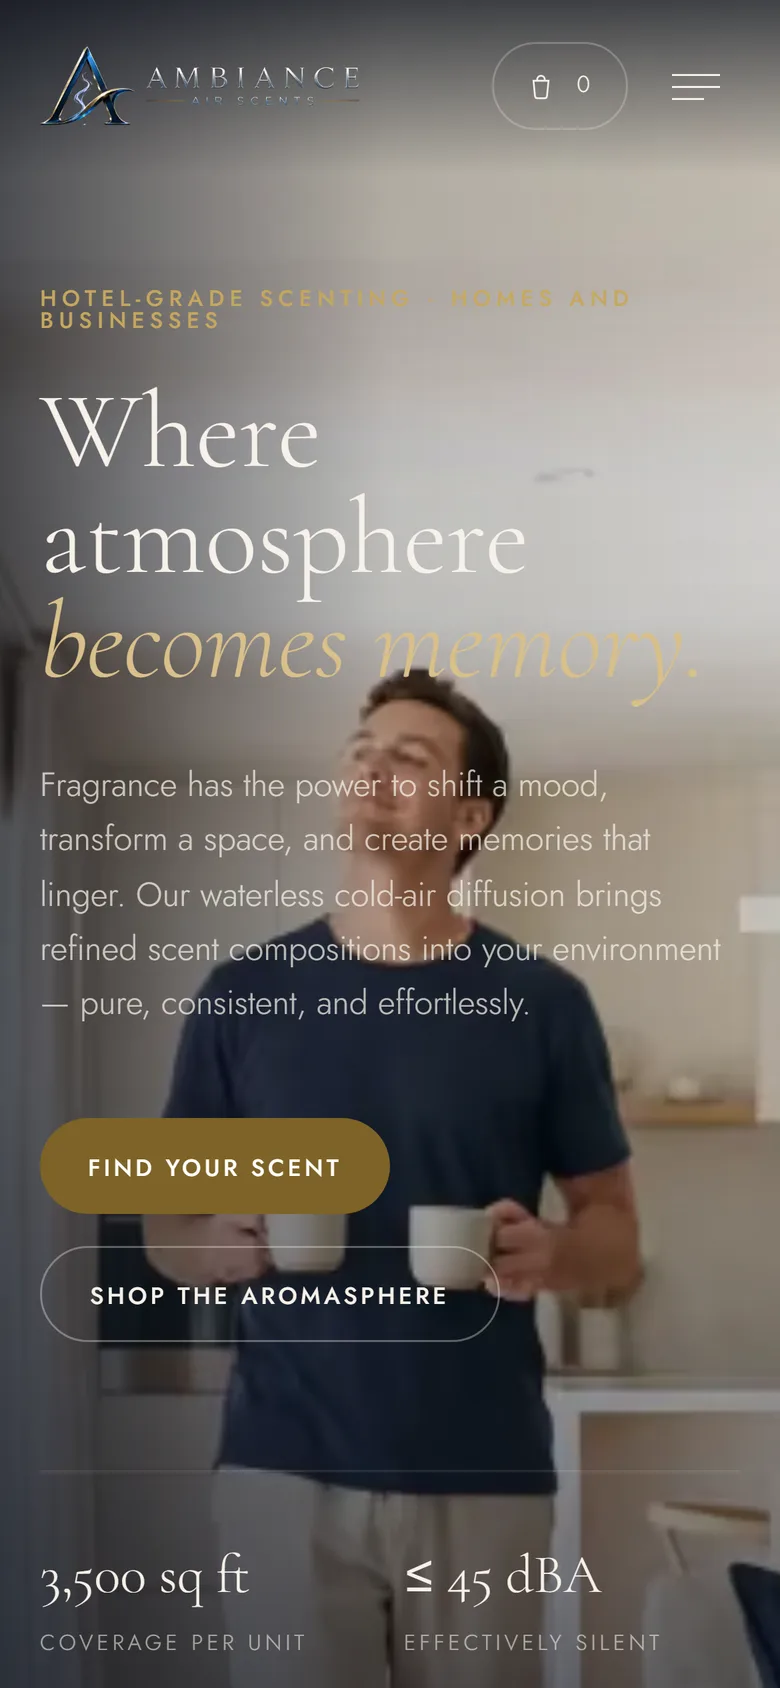 AMBIANCE
AIR SCENTS
0
HOTEL-GRADE SCENTING · HOMES AND
BUSINESSES
Where
atmosphere
becomes memory.
Fragrance has the power to shift a mood,
transform a space, and create memories that
linger. Our waterless cold-air diffusion brings
refined scent compositions into your environment
— pure, consistent, and effortlessly.
FIND YOUR SCENT
SHOP THE AROMASPHERE
3,500 sq ft
≤ 45 dBA
COVERAGE PER UNIT
EFFECTIVELY SILENT